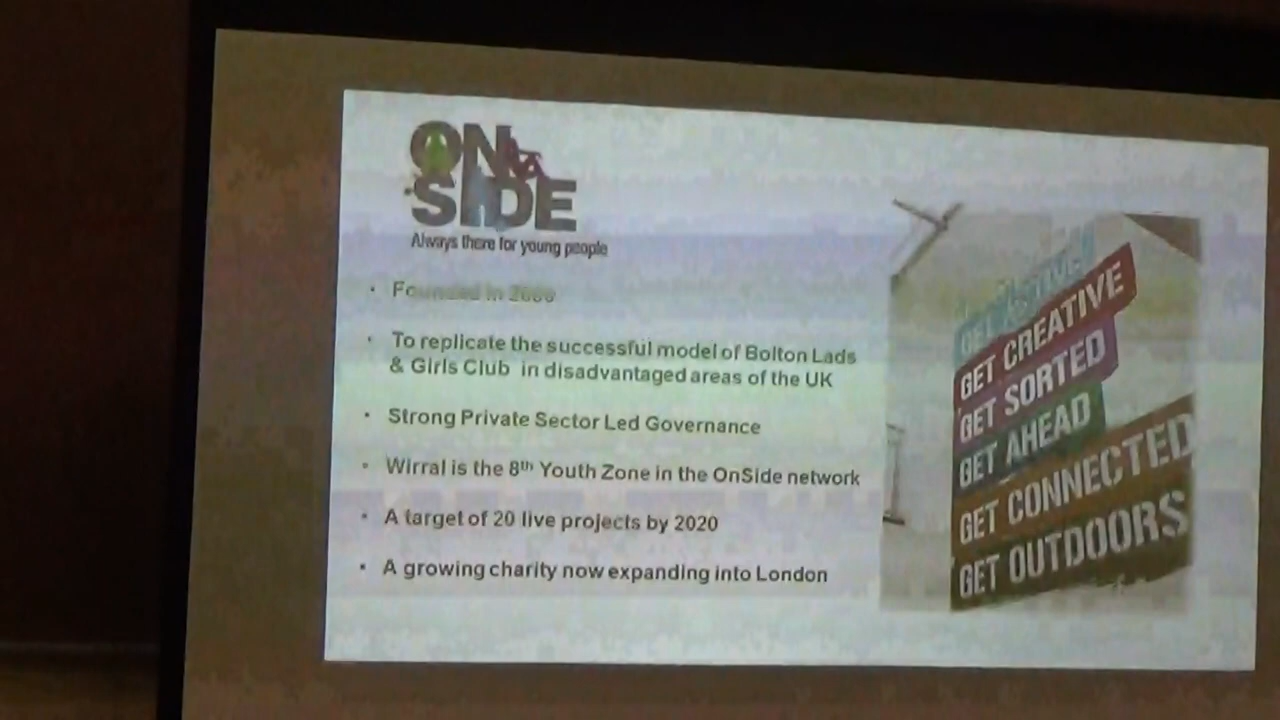 ON
SIDE
Always there for young people
• Founded in
• To replicate the successful model of Bolton Lads
& Girls Club in disadvantaged areas of the UK
• Strong Private Sector Led Governance
• Wirral is the 8th Youth Zone in the OnSide network
• A target of 20 live projects by 2020
• A growing charity now expanding into London
GET
GET CREATIVE
GET SORTED
GET AHEAD
GET CONNECTED
GET OUTDOORS